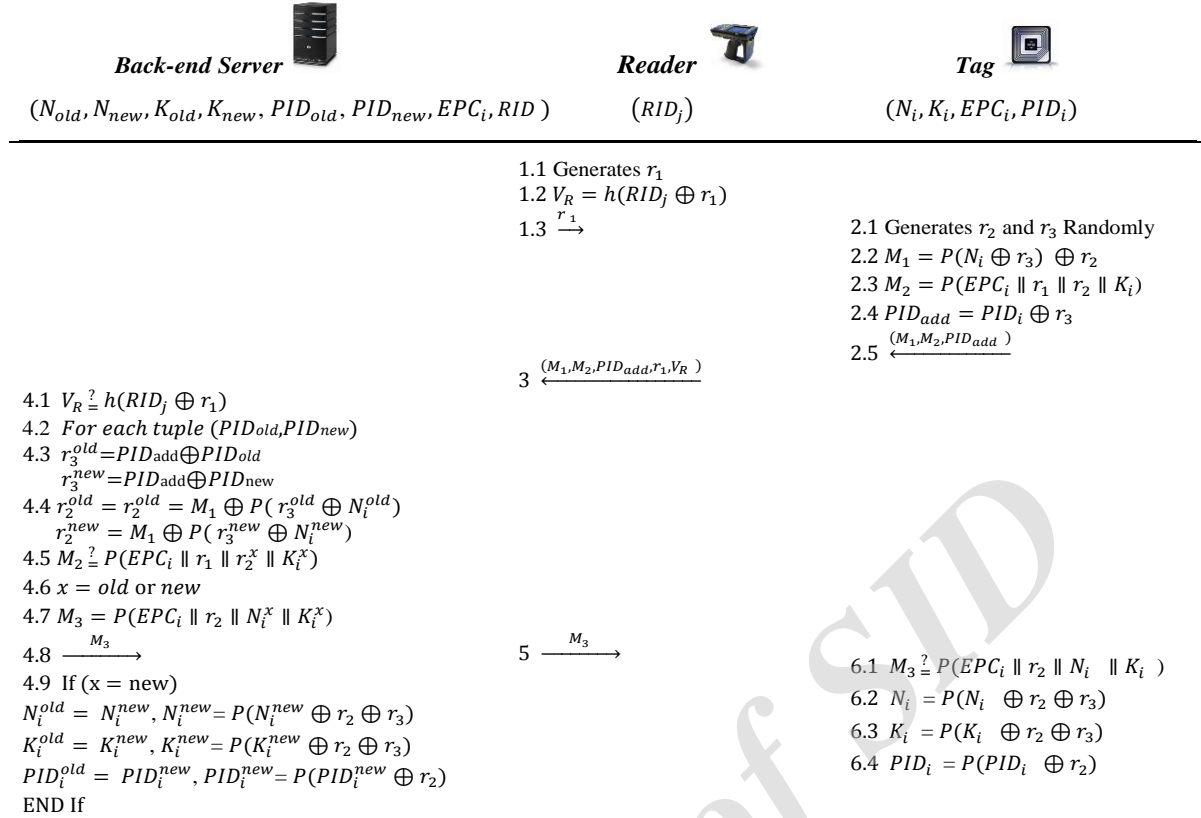 Back-end Server
Reader
Tag
(N_old, N_new, K_old, K_new, PID_old, PID_new, EPC_i, RID )
(RID_j)
(N_i, K_i, EPC_i, PID_i)
1.1 Generates r_1
1.2 V_R = h(RID_j ⊕ r_1)
1.3 r_1 →
2.1 Generates r_2 and r_3 Randomly
2.2 M_1 = P(N_i ⊕ r_3) ⊕ r_2
2.3 M_2 = P(EPC_i ∥ r_1 ∥ r_2 ∥ K_i)
2.4 PID_add = PID_i ⊕ r_3
2.5 (M_1,M_2,PID_add ) ←
3 (M_1,M_2,PID_add,r_1,V_R ) ←
4.1 V_R ≟ h(RID_j ⊕ r_1)
4.2 For each tuple (PIDold,PIDnew)
4.3 r_3^old=PIDadd⊕PIDold
r_3^new=PIDadd⊕PIDnew
4.4 r_2^old = r_2^old = M_1 ⊕ P( r_3^old ⊕ N_i^old)
r_2^new = M_1 ⊕ P( r_3^new ⊕ N_i^new)
4.5 M_2 ≟ P(EPC_i ∥ r_1 ∥ r_2^x ∥ K_i^x)
4.6 x = old or new
4.7 M_3 = P(EPC_i ∥ r_2 ∥ N_i^x ∥ K_i^x)
4.8 M_3 →
5 M_3 →
4.9 If (x = new)
N_i^old = N_i^new, N_i^new= P(N_i^new ⊕ r_2 ⊕ r_3)
K_i^old = K_i^new, K_i^new= P(K_i^new ⊕ r_2 ⊕ r_3)
PID_i^old = PID_i^new, PID_i^new= P(PID_i^new ⊕ r_2)
END If
6.1 M_3 ≟ P(EPC_i ∥ r_2 ∥ N_i ∥ K_i )
6.2 N_i = P(N_i ⊕ r_2 ⊕ r_3)
6.3 K_i = P(K_i ⊕ r_2 ⊕ r_3)
6.4 PID_i = P(PID_i ⊕ r_2)
of SID